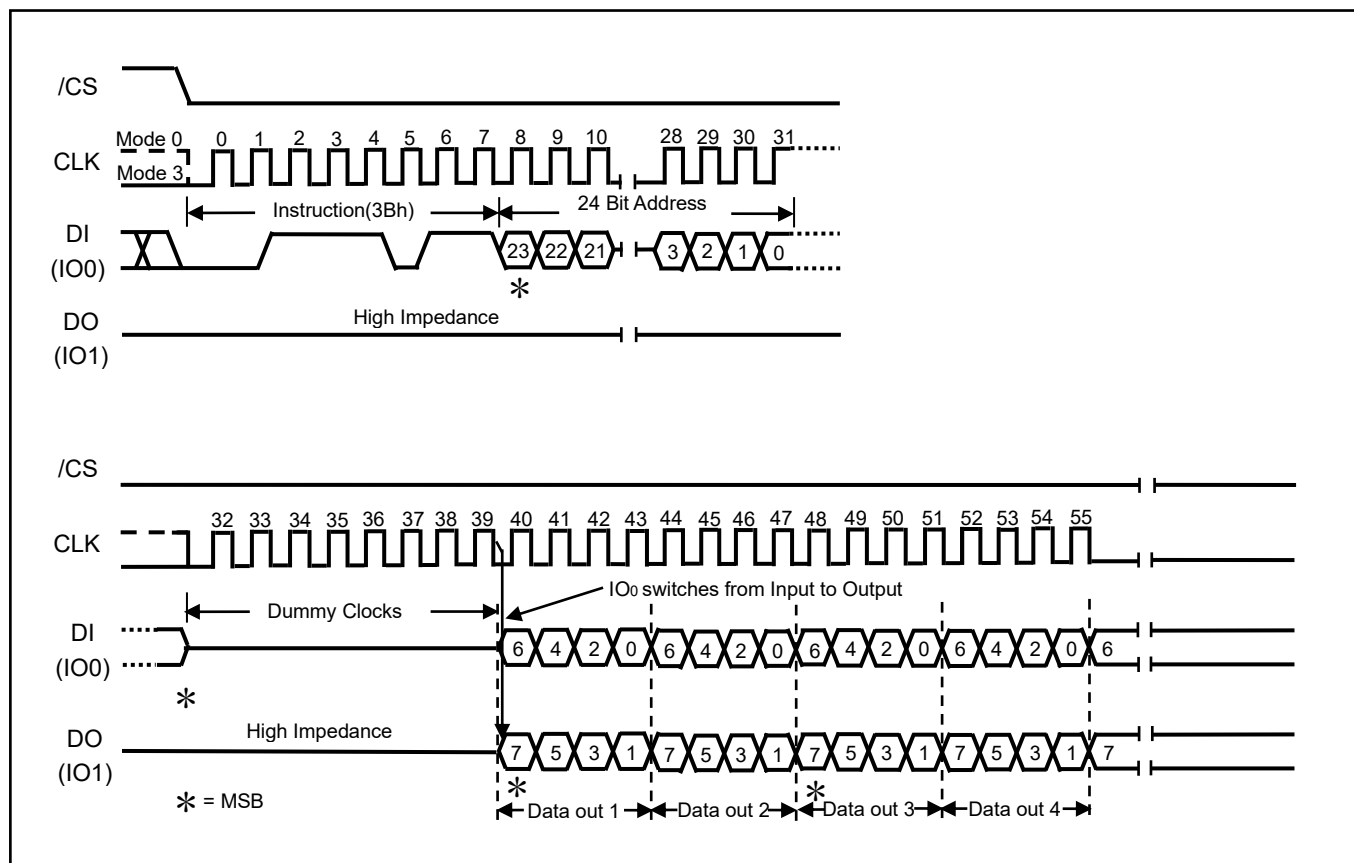 /CS
Mode 0 0 1 2 3 4 5 6 7 8 9 10 28 29 30 31
CLK
Mode 3
Instruction(3Bh) 24 Bit Address
DI
(IO0)
23 22 21 3 2 1 0
*
DO
(IO1)
High Impedance
/CS
32 33 34 35 36 37 38 39 40 41 42 43 44 45 46 47 48 49 50 51 52 53 54 55
CLK
IO0 switches from Input to Output
Dummy Clocks
DI
(IO0)
6 4 2 0 6 4 2 0 6 4 2 0 6 4 2 0 6
*
High Impedance
DO
(IO1)
7 5 3 1 7 5 3 1 7 5 3 1 7 5 3 1 7
* *
* = MSB
Data out 1 Data out 2 Data out 3 Data out 4